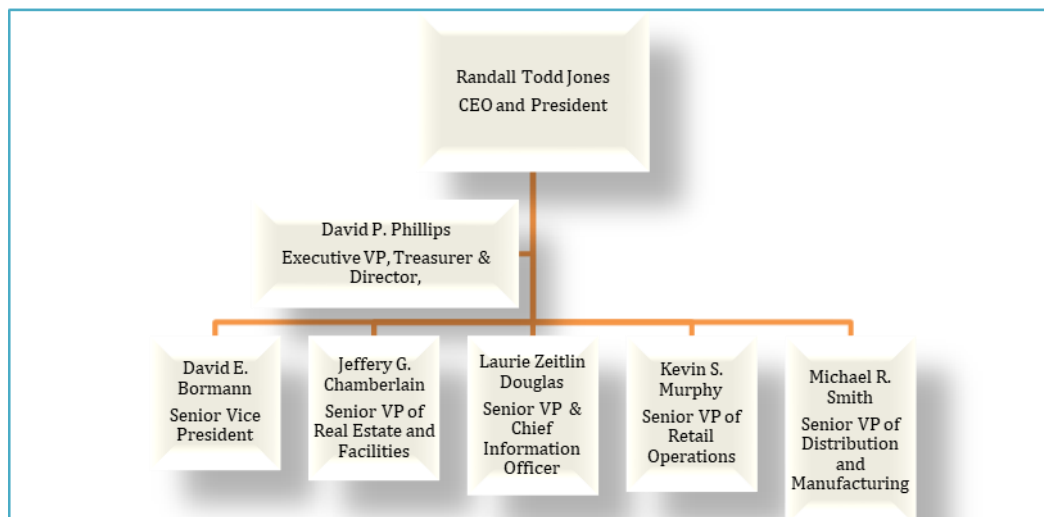 Randall Todd Jones
CEO and President
David P. Phillips
Executive VP, Treasurer &
Director,
David E.
Bormann
Senior Vice
President
Jeffery G.
Chamberlain
Senior VP of
Real Estate and
Facilities
Laurie Zeitlin
Douglas
Senior VP &
Chief
Information
Officer
Kevin S.
Murphy
Senior VP of
Retail
Operations
Michael R.
Smith
Senior VP of
Distribution
and
Manufacturing